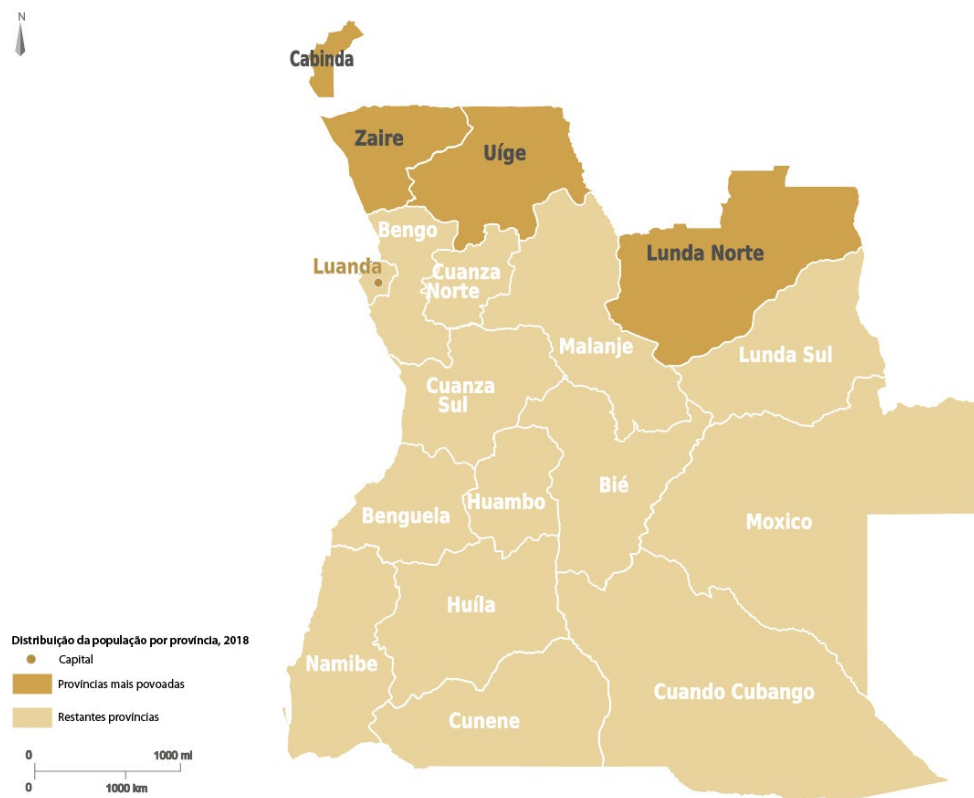 N
Cabinda
Zaire
Uíge
Bengo
Luanda
Cuanza
Norte
Lunda Norte
Malanje
Lunda Sul
Cuanza
Sul
Benguela
Huambo
Bié
Moxico
Huíla
Namibe
Cunene
Cuando Cubango
Distribuição da população por província, 2018
Capital
Províncias mais povoadas
Restantes províncias
0 1000 ml
0 1000 km